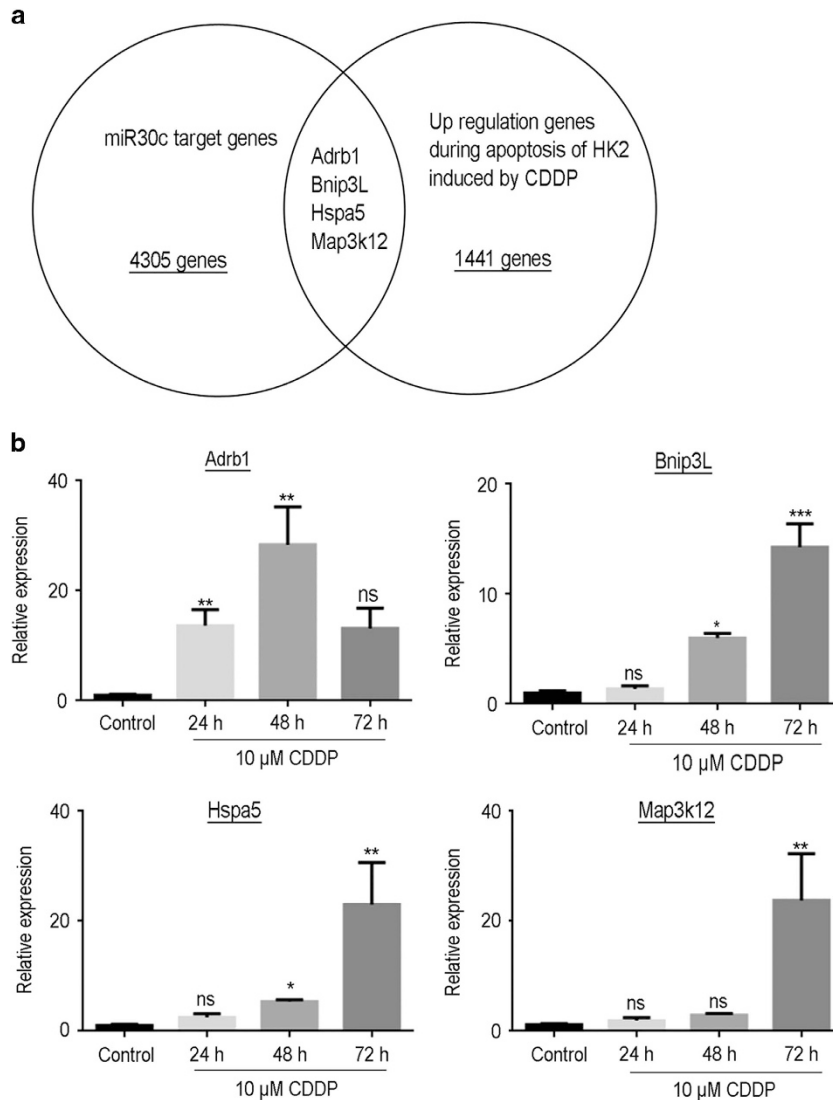 a
miR30c target genes
4305 genes
Adrb1
Bnip3L
Hspa5
Map3k12
Up regulation genes
during apoptosis of HK2
induced by CDDP
1441 genes
b
Adrb1
Relative expression
40
20
0
**
**
ns
Control
24 h
48 h
72 h
10 μM CDDP
Bnip3L
Relative expression
20
10
0
ns
*
***
Control
24 h
48 h
72 h
10 μM CDDP
Hspa5
Relative expression
40
20
0
ns
*
**
Control
24 h
48 h
72 h
10 μM CDDP
Map3k12
Relative expression
40
20
0
ns
ns
**
Control
24 h
48 h
72 h
10 μM CDDP